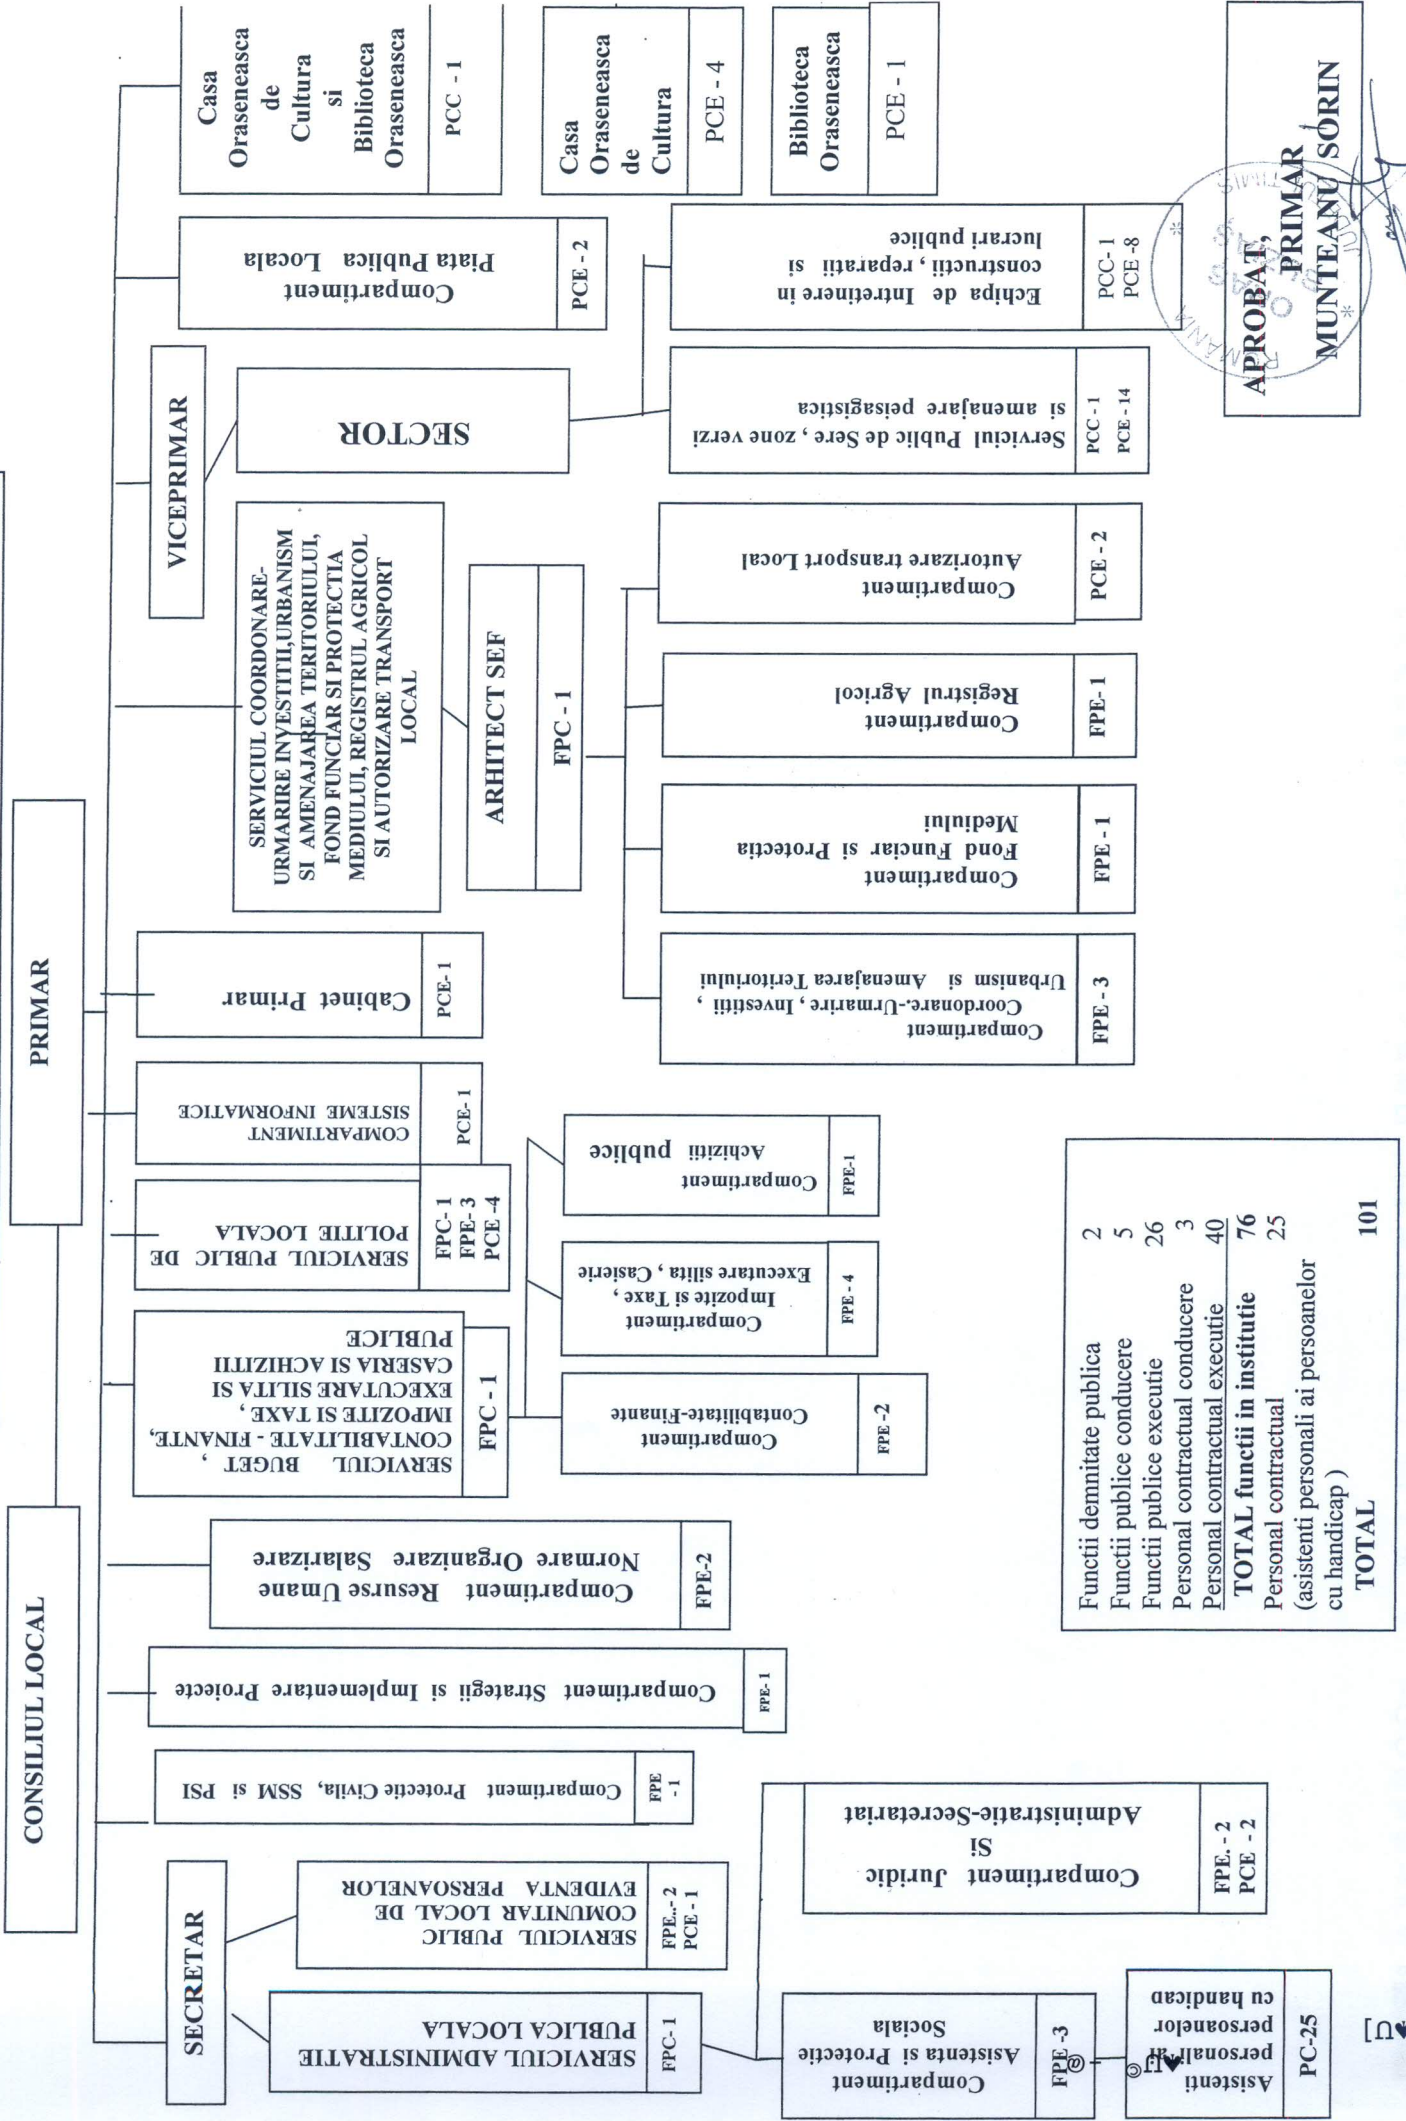 CONSILIUL LOCAL
PRIMAR
SECRETAR
SERVICIUL ADMINISTRATIE
PUBLICA LOCALA
FPC- 1
SERVICIUL PUBLIC
COMUNITAR LOCAL DE
EVIDENTA PERSOANELOR
FPE..- 2
PCE - 1
Compartiment
Asistenta si Protectie
Sociala
FPE -3
Asistenti
personali ai
persoanelor
cu handicap
PC-25
Compartiment Juridic
Si
Administratie-Secretariat
FPE. - 2
PCE - 2
Compartiment Protectie Civila, SSM si PSI
FPE
- 1
Compartiment Strategii si Implementare Proiecte
FPE- 1
Compartiment Resurse Umane
Normare Organizare Salarizare
FPE-2
SERVICIUL BUGET ,
CONTABILITATE - FINANTE,
IMPOZITE SI TAXE ,
EXECUTARE SILITA SI
CASERIA SI ACHIZITII
PUBLICE
FPC - 1
Compartiment
Contabilitate-Finante
FPE -2
Compartiment
Impozite si Taxe ,
Executare silita , Casierie
FPE - 4
Compartiment
Achizitii publice
FPE-1
SERVICIUL PUBLIC DE
POLITIE LOCALA
FPC- 1
FPE- 3
PCE -4
COMPARTIMENT
SISTEME INFORMATICE
PCE- 1
Cabinet Primar
PCE- 1
SERVICIUL COORDONARE-
URMARIRE INVESTITII,URBANISM
SI AMENAJAREA TERITORIULUI,
FOND FUNCIAR SI PROTECTIA
MEDIULUI, REGISTRUL AGRICOL
SI AUTORIZARE TRANSPORT
LOCAL
ARHITECT SEF
FPC - 1
Compartiment
Coordonare.-Urmarire , Investitii ,
Urbanism si Amenajarea Teritoriului
FPE - 3
Compartiment
Fond Funciar si Protectia
Mediului
FPE - 1
Compartiment
Registrul Agricol
FPE- 1
Compartiment
Autorizare transport Local
PCE - 2
VICEPRIMAR
SECTOR
Serviciul Public de Sere , zone verzi
si amenajare peisagistica
PCC - 1
PCE - 14
Echipa de Intretinere in
constructii , reparatii si
lucrari publice
PCC- 1
PCE -8
Compartiment
Piata Publica Locala
PCE - 2
Casa
Oraseneasca
de
Cultura
si
Biblioteca
Oraseneasca
PCC - 1
Casa
Oraseneasca
de
Cultura
PCE - 4
Biblioteca
Oraseneasca
PCE - 1
Functii demnitate publica 2
Functii publice conducere 5
Functii publice executie 26
Personal contractual conducere 3
Personal contractual executie 40
TOTAL functii in institutie 76
Personal contractual 25
(asistenti personali ai persoanelor
cu handicap )
TOTAL 101
APROBAT,
PRIMAR
MUNTEANU SORIN
ROMÂNIA
JUDEŢUL TIMIŞ
ORAŞ
BUZIAŞ